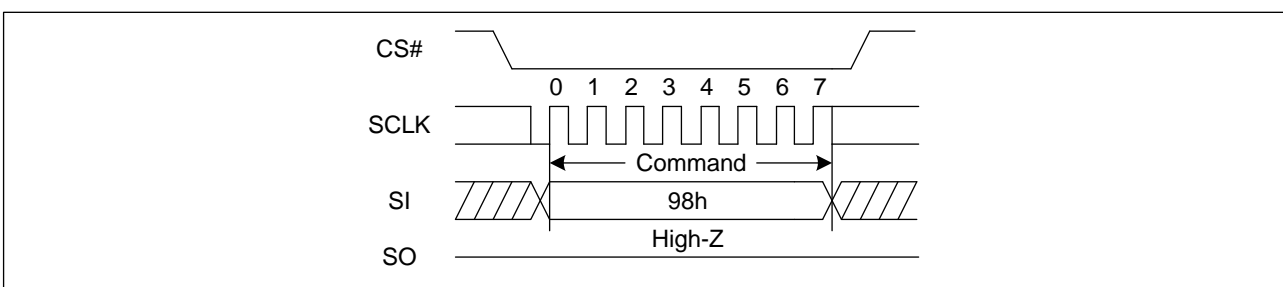 CS#
0 1 2 3 4 5 6 7
SCLK
Command
SI
98h
High-Z
SO